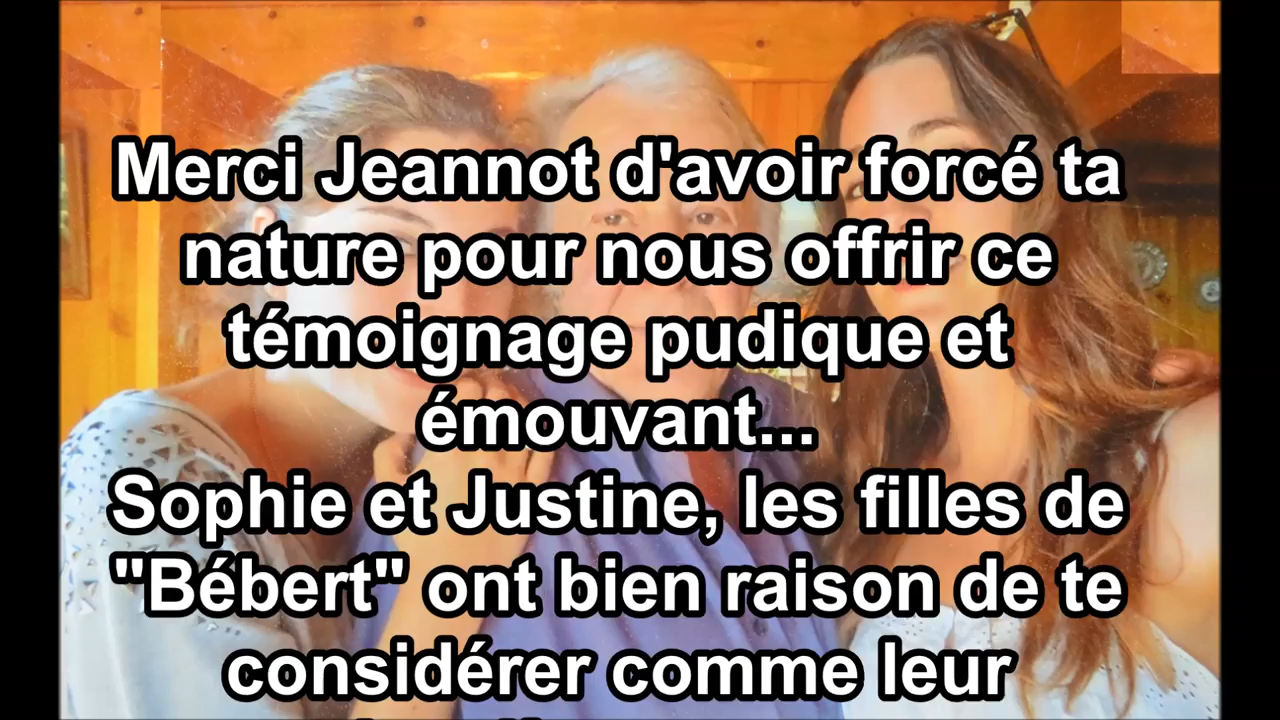 Merci Jeannot d'avoir forcé ta
nature pour nous offrir ce
témoignage pudique et
émouvant...
Sophie et Justine, les filles de
"Bébert" ont bien raison de te
considérer comme leur